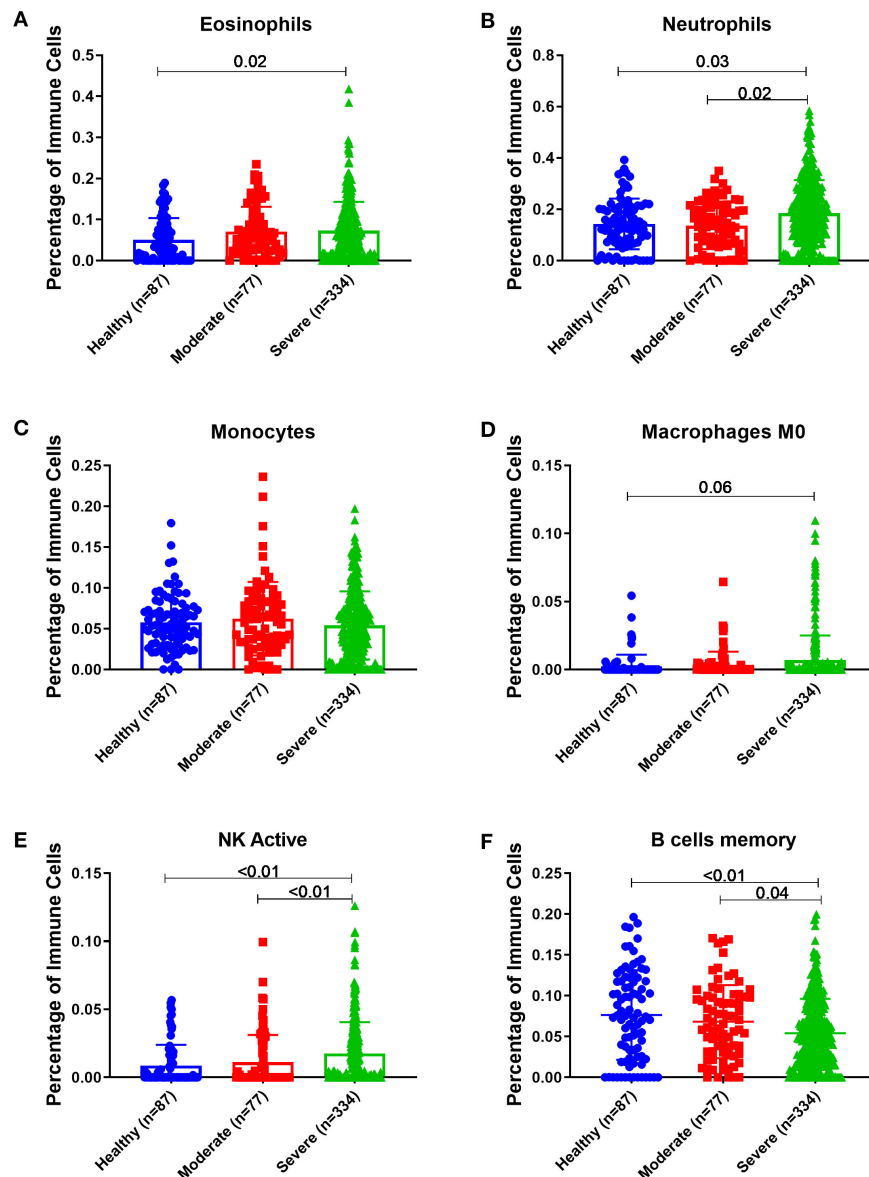 A
Eosinophils
Percentage of Immune Cells
0.5
0.4
0.3
0.2
0.1
0.0
0.02
Healthy (n=87)
Moderate (n=77)
Severe (n=334)
B
Neutrophils
Percentage of Immune Cells
0.8
0.6
0.4
0.2
0.0
0.03
0.02
Healthy (n=87)
Moderate (n=77)
Severe (n=334)
C
Monocytes
Percentage of Immune Cells
0.25
0.20
0.15
0.10
0.05
0.00
Healthy (n=87)
Moderate (n=77)
Severe (n=334)
D
Macrophages M0
Percentage of Immune Cells
0.15
0.10
0.05
0.00
0.06
Healthy (n=87)
Moderate (n=77)
Severe (n=334)
E
NK Active
Percentage of Immune Cells
0.15
0.10
0.05
0.00
<0.01
<0.01
Healthy (n=87)
Moderate (n=77)
Severe (n=334)
F
B cells memory
Percentage of Immune Cells
0.25
0.20
0.15
0.10
0.05
0.00
<0.01
0.04
Healthy (n=87)
Moderate (n=77)
Severe (n=334)